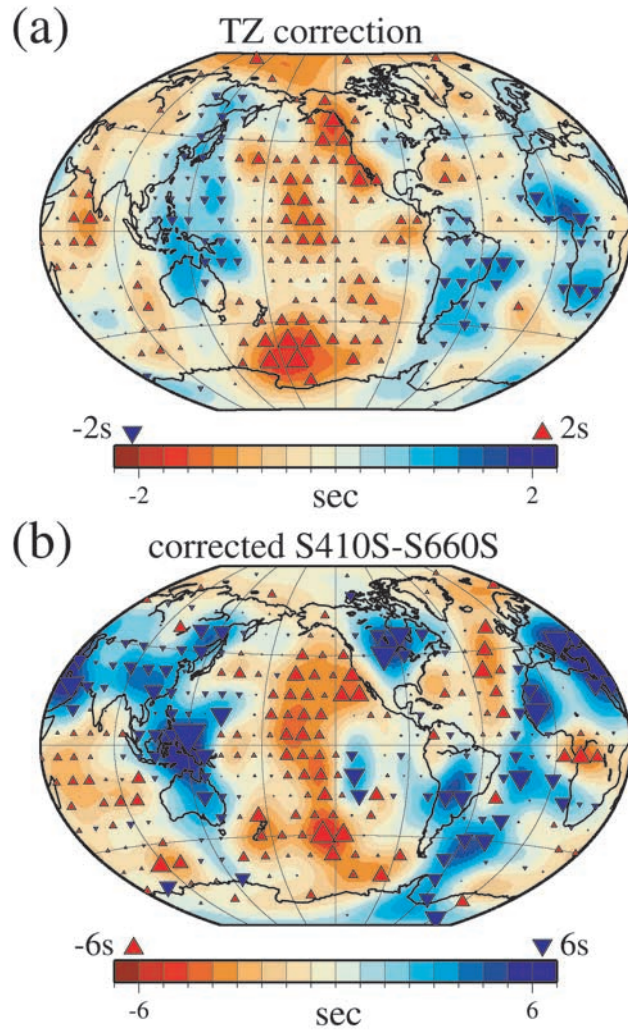 (a) TZ correction
-2s 2s
-2 2
sec
(b) corrected S410S-S660S
-6s 6s
-6 6
sec